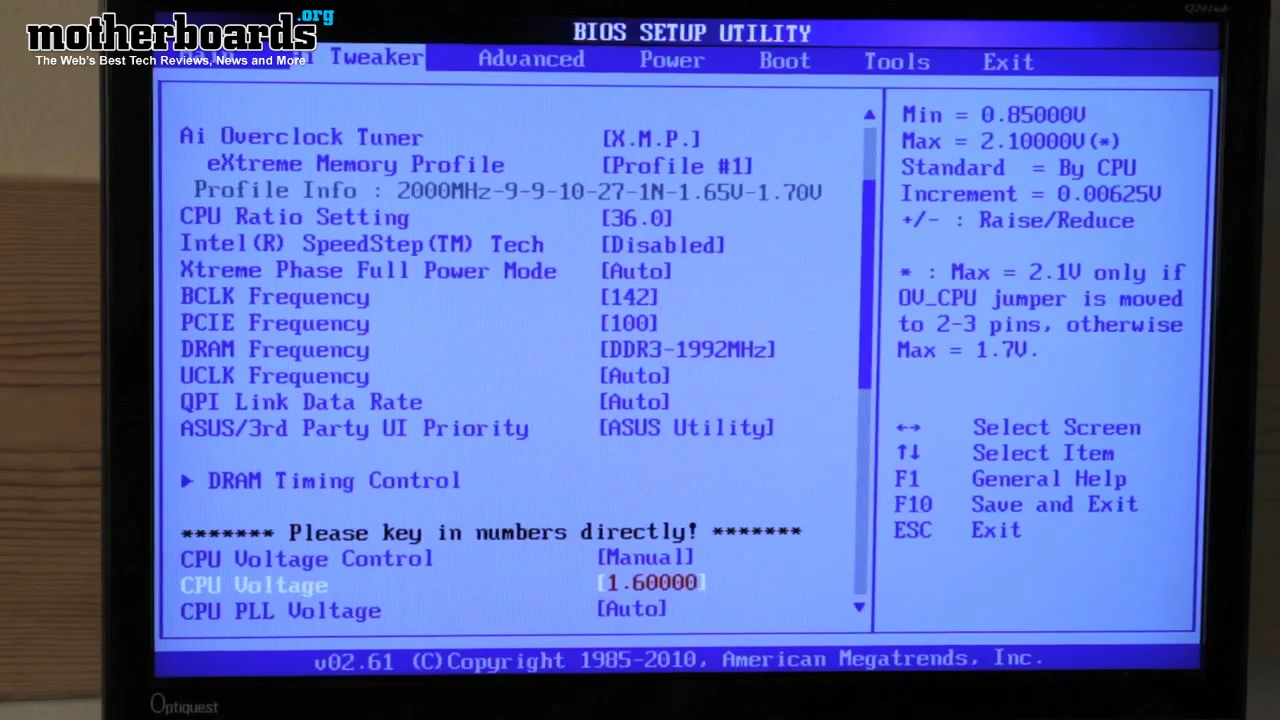 motherboards.org
The Web's Best Tech Reviews, News and More
BIOS SETUP UTILITY
Tweaker Advanced Power Boot Tools Exit
Ai Overclock Tuner [X.M.P.]
eXtreme Memory Profile [Profile #1]
Profile Info : 2000MHz-9-9-10-27-1N-1.65V-1.70V
CPU Ratio Setting [36.0]
Intel(R) SpeedStep(TM) Tech [Disabled]
Xtreme Phase Full Power Mode [Auto]
BCLK Frequency [142]
PCIE Frequency [100]
DRAM Frequency [DDR3-1992MHz]
UCLK Frequency [Auto]
QPI Link Data Rate [Auto]
ASUS/3rd Party UI Priority [ASUS Utility]
DRAM Timing Control
******* Please key in numbers directly! *******
CPU Voltage Control [Manual]
CPU Voltage [1.60000]
CPU PLL Voltage [Auto]
Min = 0.85000V
Max = 2.10000V(*)
Standard = By CPU
Increment = 0.00625V
+/- : Raise/Reduce
* : Max = 2.1V only if
OV_CPU jumper is moved
to 2-3 pins, otherwise
Max = 1.7V.
↔ Select Screen
↑↓ Select Item
F1 General Help
F10 Save and Exit
ESC Exit
v02.61 (C)Copyright 1985-2010, American Megatrends, Inc.
Optiquest